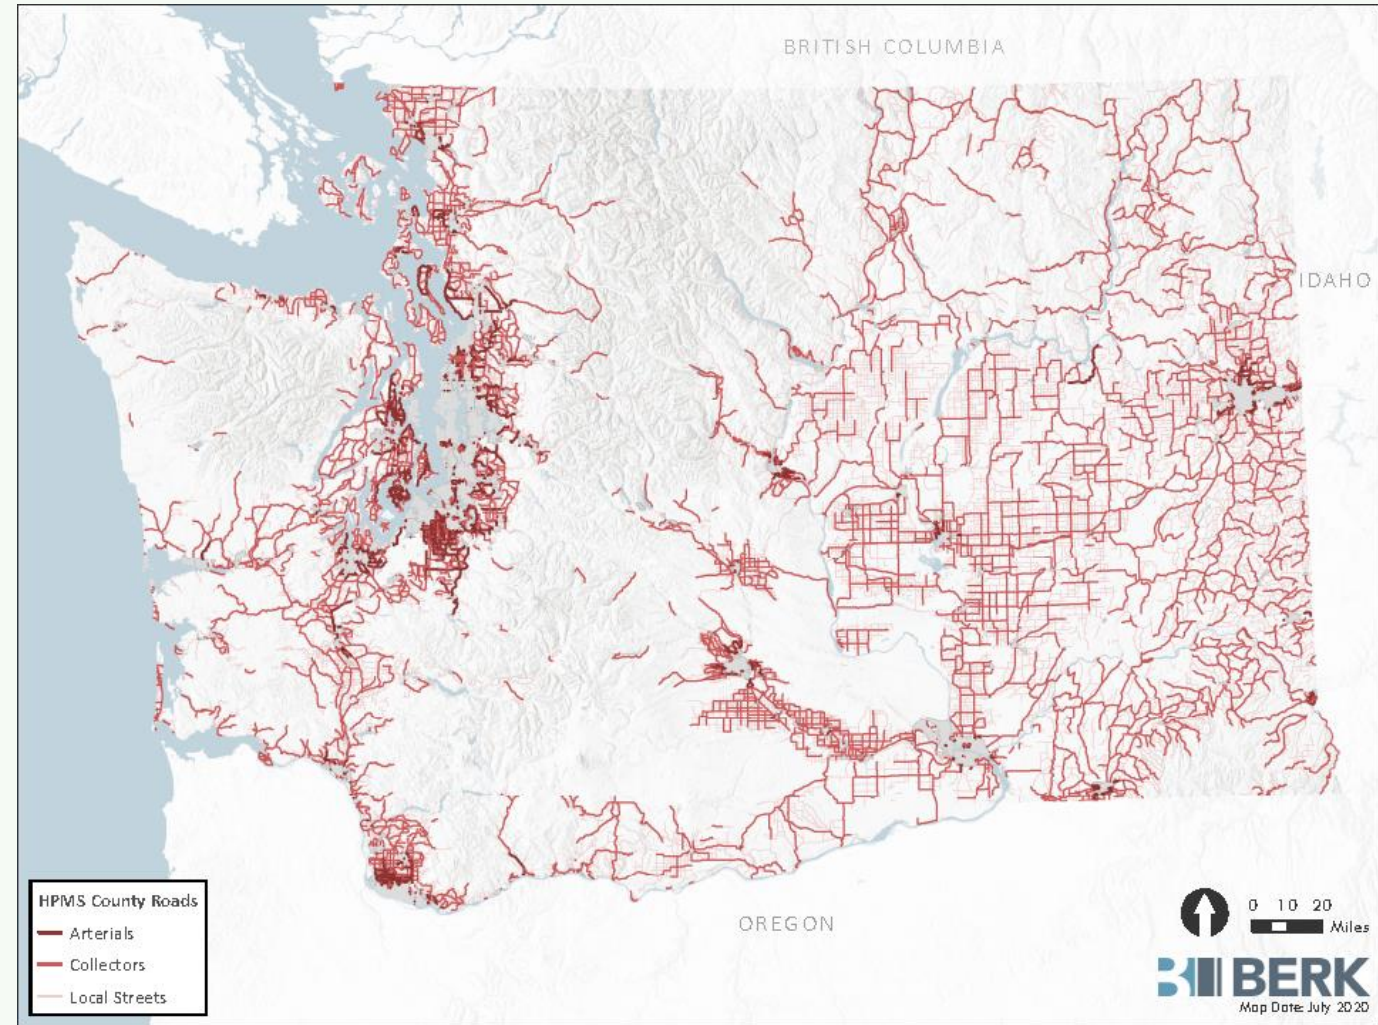 BRITISH COLUMBIA
IDAHO
OREGON
HPMS County Roads
Arterials
Collectors
Local Streets
0 10 20
Miles
BERK
Map Date: July 2020